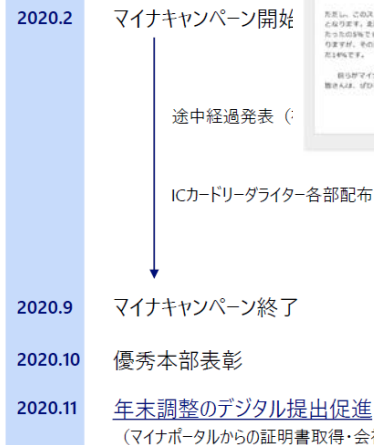 2020.2 マイナキャンペーン開始
途中経過発表（
ICカードリーダライター各部配布
2020.9 マイナキャンペーン終了
2020.10 優秀本部表彰
2020.11 年末調整のデジタル提出促進
（マイナポータルからの証明書取得・会